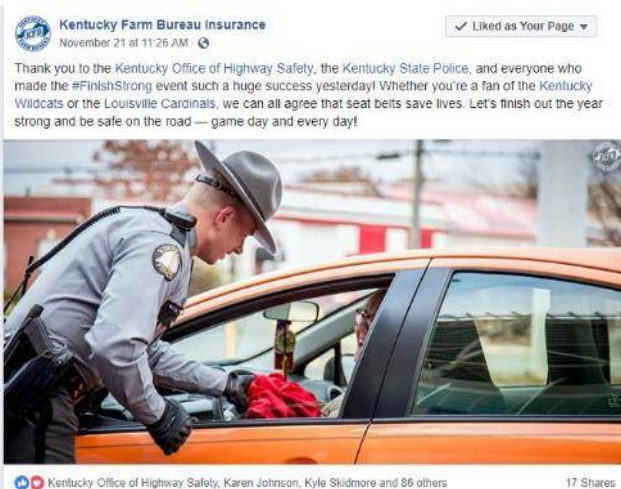 Kentucky Farm Bureau Insurance
Liked as Your Page
November 21 at 11:26 AM
Thank you to the Kentucky Office of Highway Safety, the Kentucky State Police, and everyone who
made the #FinishStrong event such a huge success yesterday! Whether you're a fan of the Kentucky
Wildcats or the Louisville Cardinals, we can all agree that seat belts save lives. Let's finish out the year
strong and be safe on the road — game day and every day!
Kentucky Office of Highway Safety, Karen Johnson, Kyle Skidmore and 86 others
17 Shares